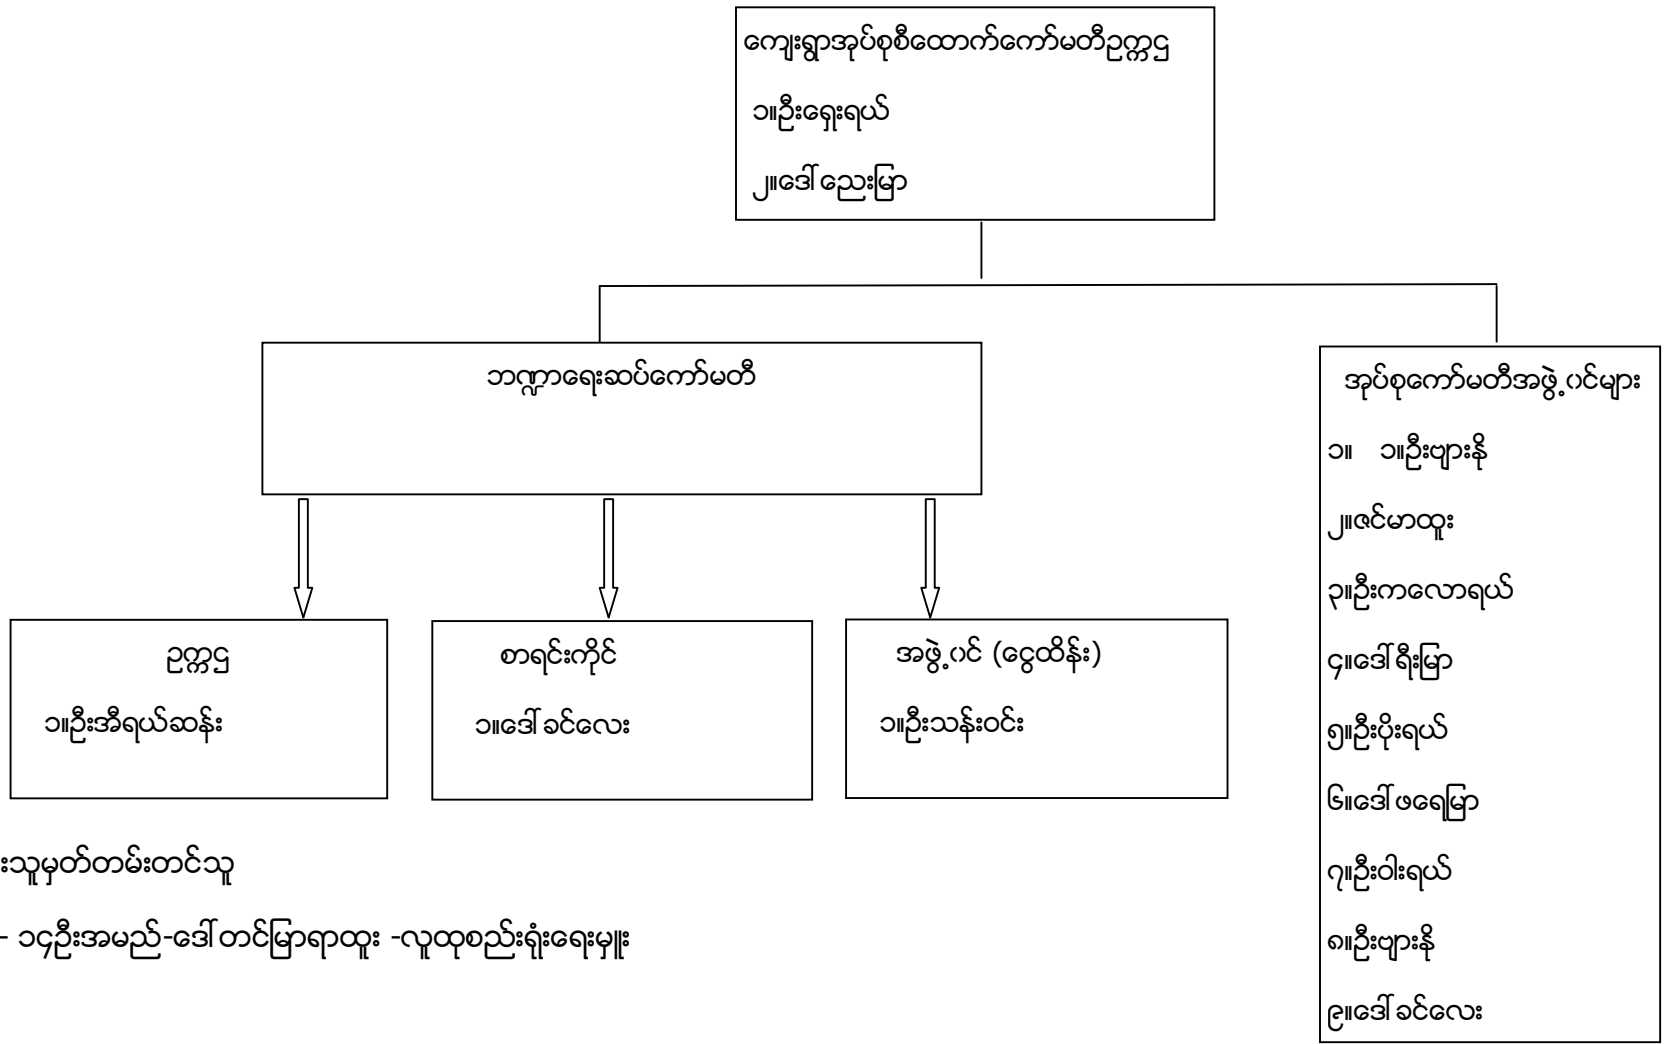 ကျေးရွာအုပ်စုစီထောက်ကော်မတီဥက္ကဌ
၁။ဦးရှေးရယ်
၂။ဒေါ်ညေးမြာ
ဘဏ္ဍာရေးဆပ်ကော်မတီ
ဥက္ကဌ
၁။ဦးအီရယ်ဆန်း
စာရင်းကိုင်
၁။ဒေါ်ခင်လေး
အဖွဲ့ဝင် (ငွေထိန်း)
၁။ဦးသန်းဝင်း
အုပ်စုကော်မတီအဖွဲ့ဝင်များ
၁။ ၁။ဦးဗျားနို
၂။ဇင်မာထူး
၃။ဦးကလောရယ်
၄။ဒေါ်ရီးမြာ
၅။ဦးပိုးရယ်
၆။ဒေါ်ဖရေမြာ
၇။ဦးဝါးရယ်
၈။ဦးဗျားနို
၉။ဒေါ်ခင်လေး
းသူမှတ်တမ်းတင်သူ
- ၁၄ဦးအမည်-ဒေါ်တင်မြာရာထူး -လူထုစည်းရုံးရေးမှူး